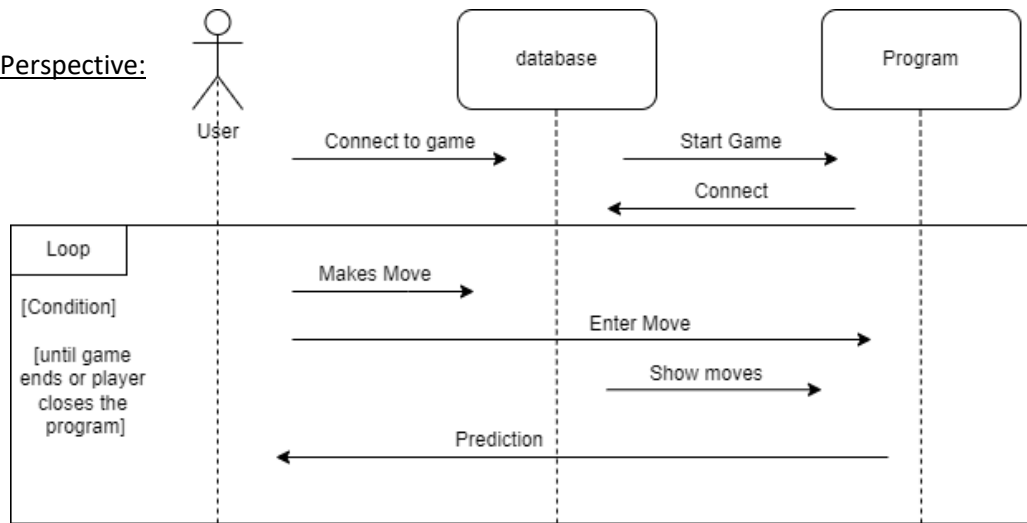 Perspective:
User
database
Program
Connect to game
Start Game
Connect
Loop
[Condition]
[until game
ends or player
closes the
program]
Makes Move
Enter Move
Show moves
Prediction